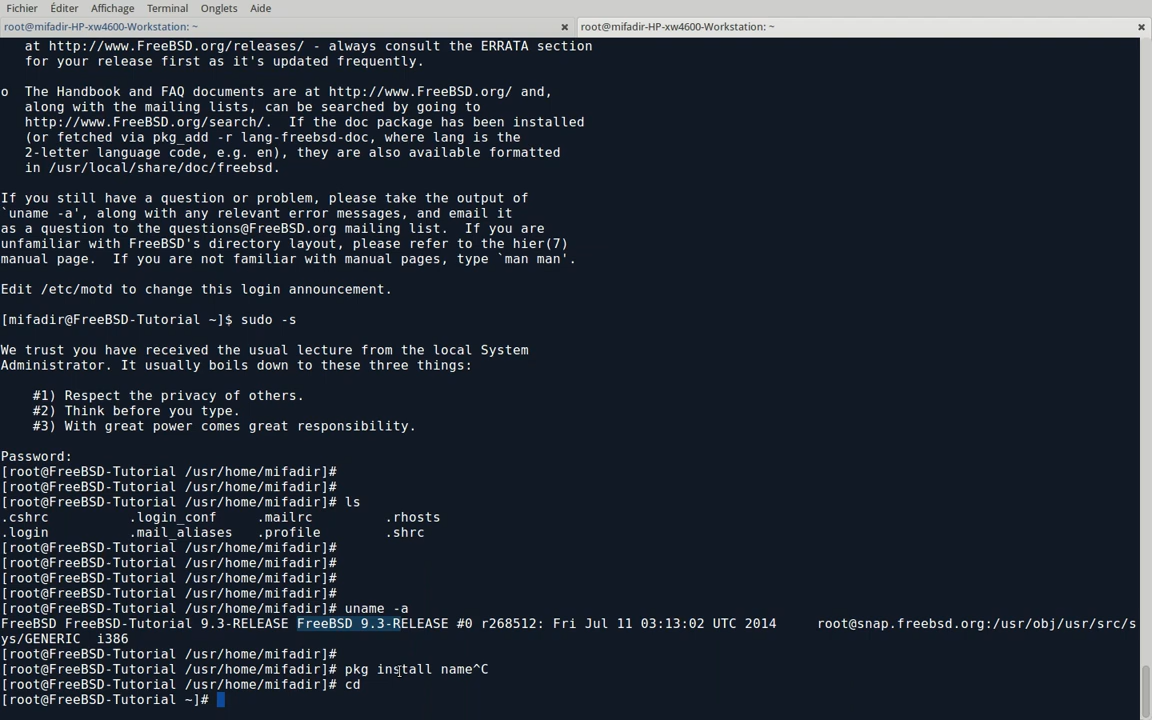 Fichier Éditer Affichage Terminal Onglets Aide
root@mifadir-HP-xw4600-Workstation: ~ root@mifadir-HP-xw4600-Workstation: ~
at http://www.FreeBSD.org/releases/ - always consult the ERRATA section
for your release first as it's updated frequently.
o  The Handbook and FAQ documents are at http://www.FreeBSD.org/ and,
along with the mailing lists, can be searched by going to
http://www.FreeBSD.org/search/.  If the doc package has been installed
(or fetched via pkg_add -r lang-freebsd-doc, where lang is the
2-letter language code, e.g. en), they are also available formatted
in /usr/local/share/doc/freebsd.
If you still have a question or problem, please take the output of
`uname -a', along with any relevant error messages, and email it
as a question to the questions@FreeBSD.org mailing list.  If you are
unfamiliar with FreeBSD's directory layout, please refer to the hier(7)
manual page.  If you are not familiar with manual pages, type `man man'.
Edit /etc/motd to change this login announcement.
[mifadir@FreeBSD-Tutorial ~]$ sudo -s
We trust you have received the usual lecture from the local System
Administrator. It usually boils down to these three things:
#1) Respect the privacy of others.
#2) Think before you type.
#3) With great power comes great responsibility.
Password:
[root@FreeBSD-Tutorial /usr/home/mifadir]#
[root@FreeBSD-Tutorial /usr/home/mifadir]#
[root@FreeBSD-Tutorial /usr/home/mifadir]# ls
.cshrc .login_conf .mailrc .rhosts
.login .mail_aliases .profile .shrc
[root@FreeBSD-Tutorial /usr/home/mifadir]#
[root@FreeBSD-Tutorial /usr/home/mifadir]#
[root@FreeBSD-Tutorial /usr/home/mifadir]#
[root@FreeBSD-Tutorial /usr/home/mifadir]#
[root@FreeBSD-Tutorial /usr/home/mifadir]# uname -a
FreeBSD FreeBSD-Tutorial 9.3-RELEASE FreeBSD 9.3-RELEASE #0 r268512: Fri Jul 11 03:13:02 UTC 2014     root@snap.freebsd.org:/usr/obj/usr/src/s
ys/GENERIC  i386
[root@FreeBSD-Tutorial /usr/home/mifadir]#
[root@FreeBSD-Tutorial /usr/home/mifadir]# pkg install name^C
[root@FreeBSD-Tutorial /usr/home/mifadir]# cd
[root@FreeBSD-Tutorial ~]#